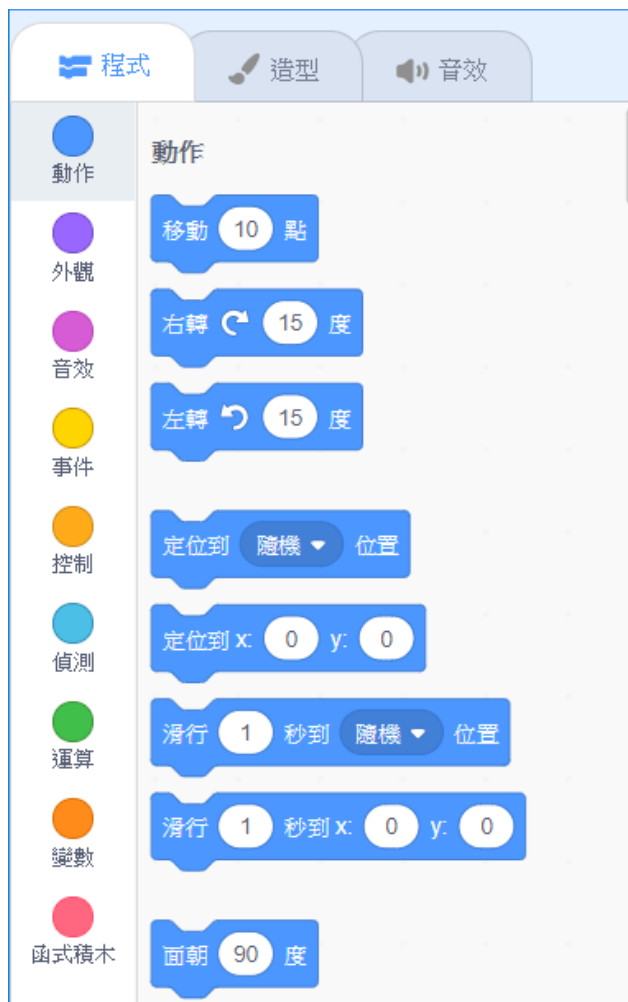 程式 造型 音效
動作
外觀
音效
事件
控制
偵測
運算
變數
函式積木
動作
移動 10 點
右轉 15 度
左轉 15 度
定位到 隨機 位置
定位到 x: 0 y: 0
滑行 1 秒到 隨機 位置
滑行 1 秒到 x: 0 y: 0
面朝 90 度